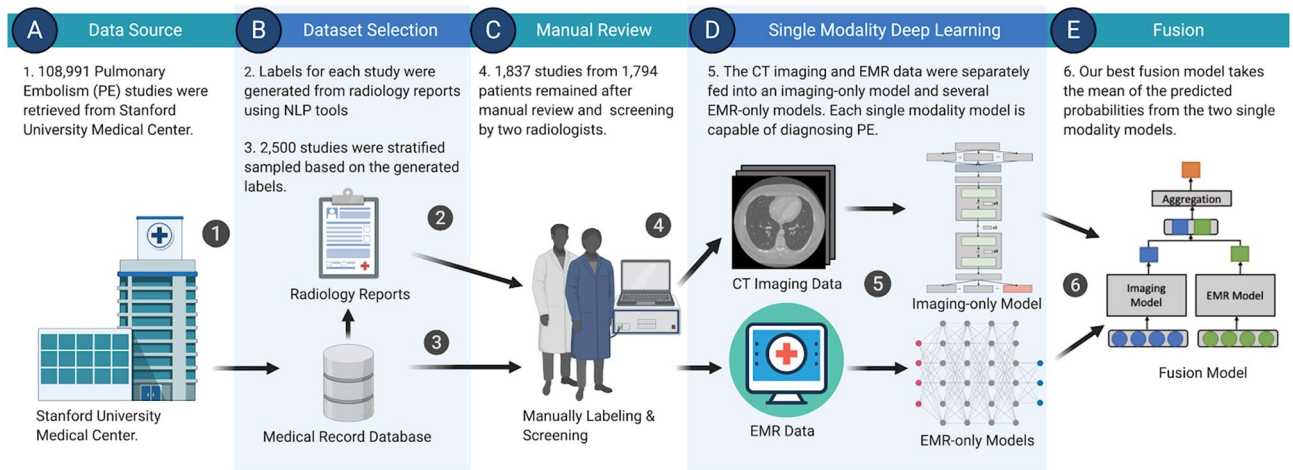 A Data Source
B Dataset Selection
C Manual Review
D Single Modality Deep Learning
E Fusion
1. 108,991 Pulmonary
Embolism (PE) studies were
retrieved from Stanford
University Medical Center.
1
Stanford University
Medical Center.
2. Labels for each study were
generated from radiology reports
using NLP tools
3. 2,500 studies were stratified
sampled based on the generated
labels.
2
Radiology Reports
3
Medical Record Database
4. 1,837 studies from 1,794
patients remained after
manual review and screening
by two radiologists.
4
Manually Labeling &
Screening
5. The CT imaging and EMR data were separately
fed into an imaging-only model and several
EMR-only models. Each single modality model is
capable of diagnosing PE.
CT Imaging Data
5
Imaging-only Model
EMR Data
EMR-only Models
6. Our best fusion model takes
the mean of the predicted
probabilities from the two single
modality models.
Aggregation
6
Imaging
Model
EMR Model
Fusion Model